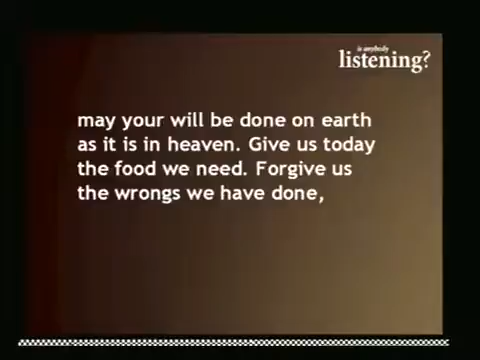 is anybody
listening?
may your will be done on earth
as it is in heaven. Give us today
the food we need. Forgive us
the wrongs we have done,